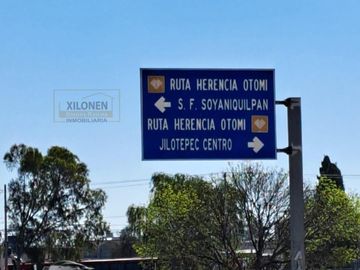 RUTA HERENCIA OTOMI
S. F. SOYANIQUILPAN
RUTA HERENCIA OTOMI
JILOTEPEC CENTRO
XILONEN
INMOBILIARIA